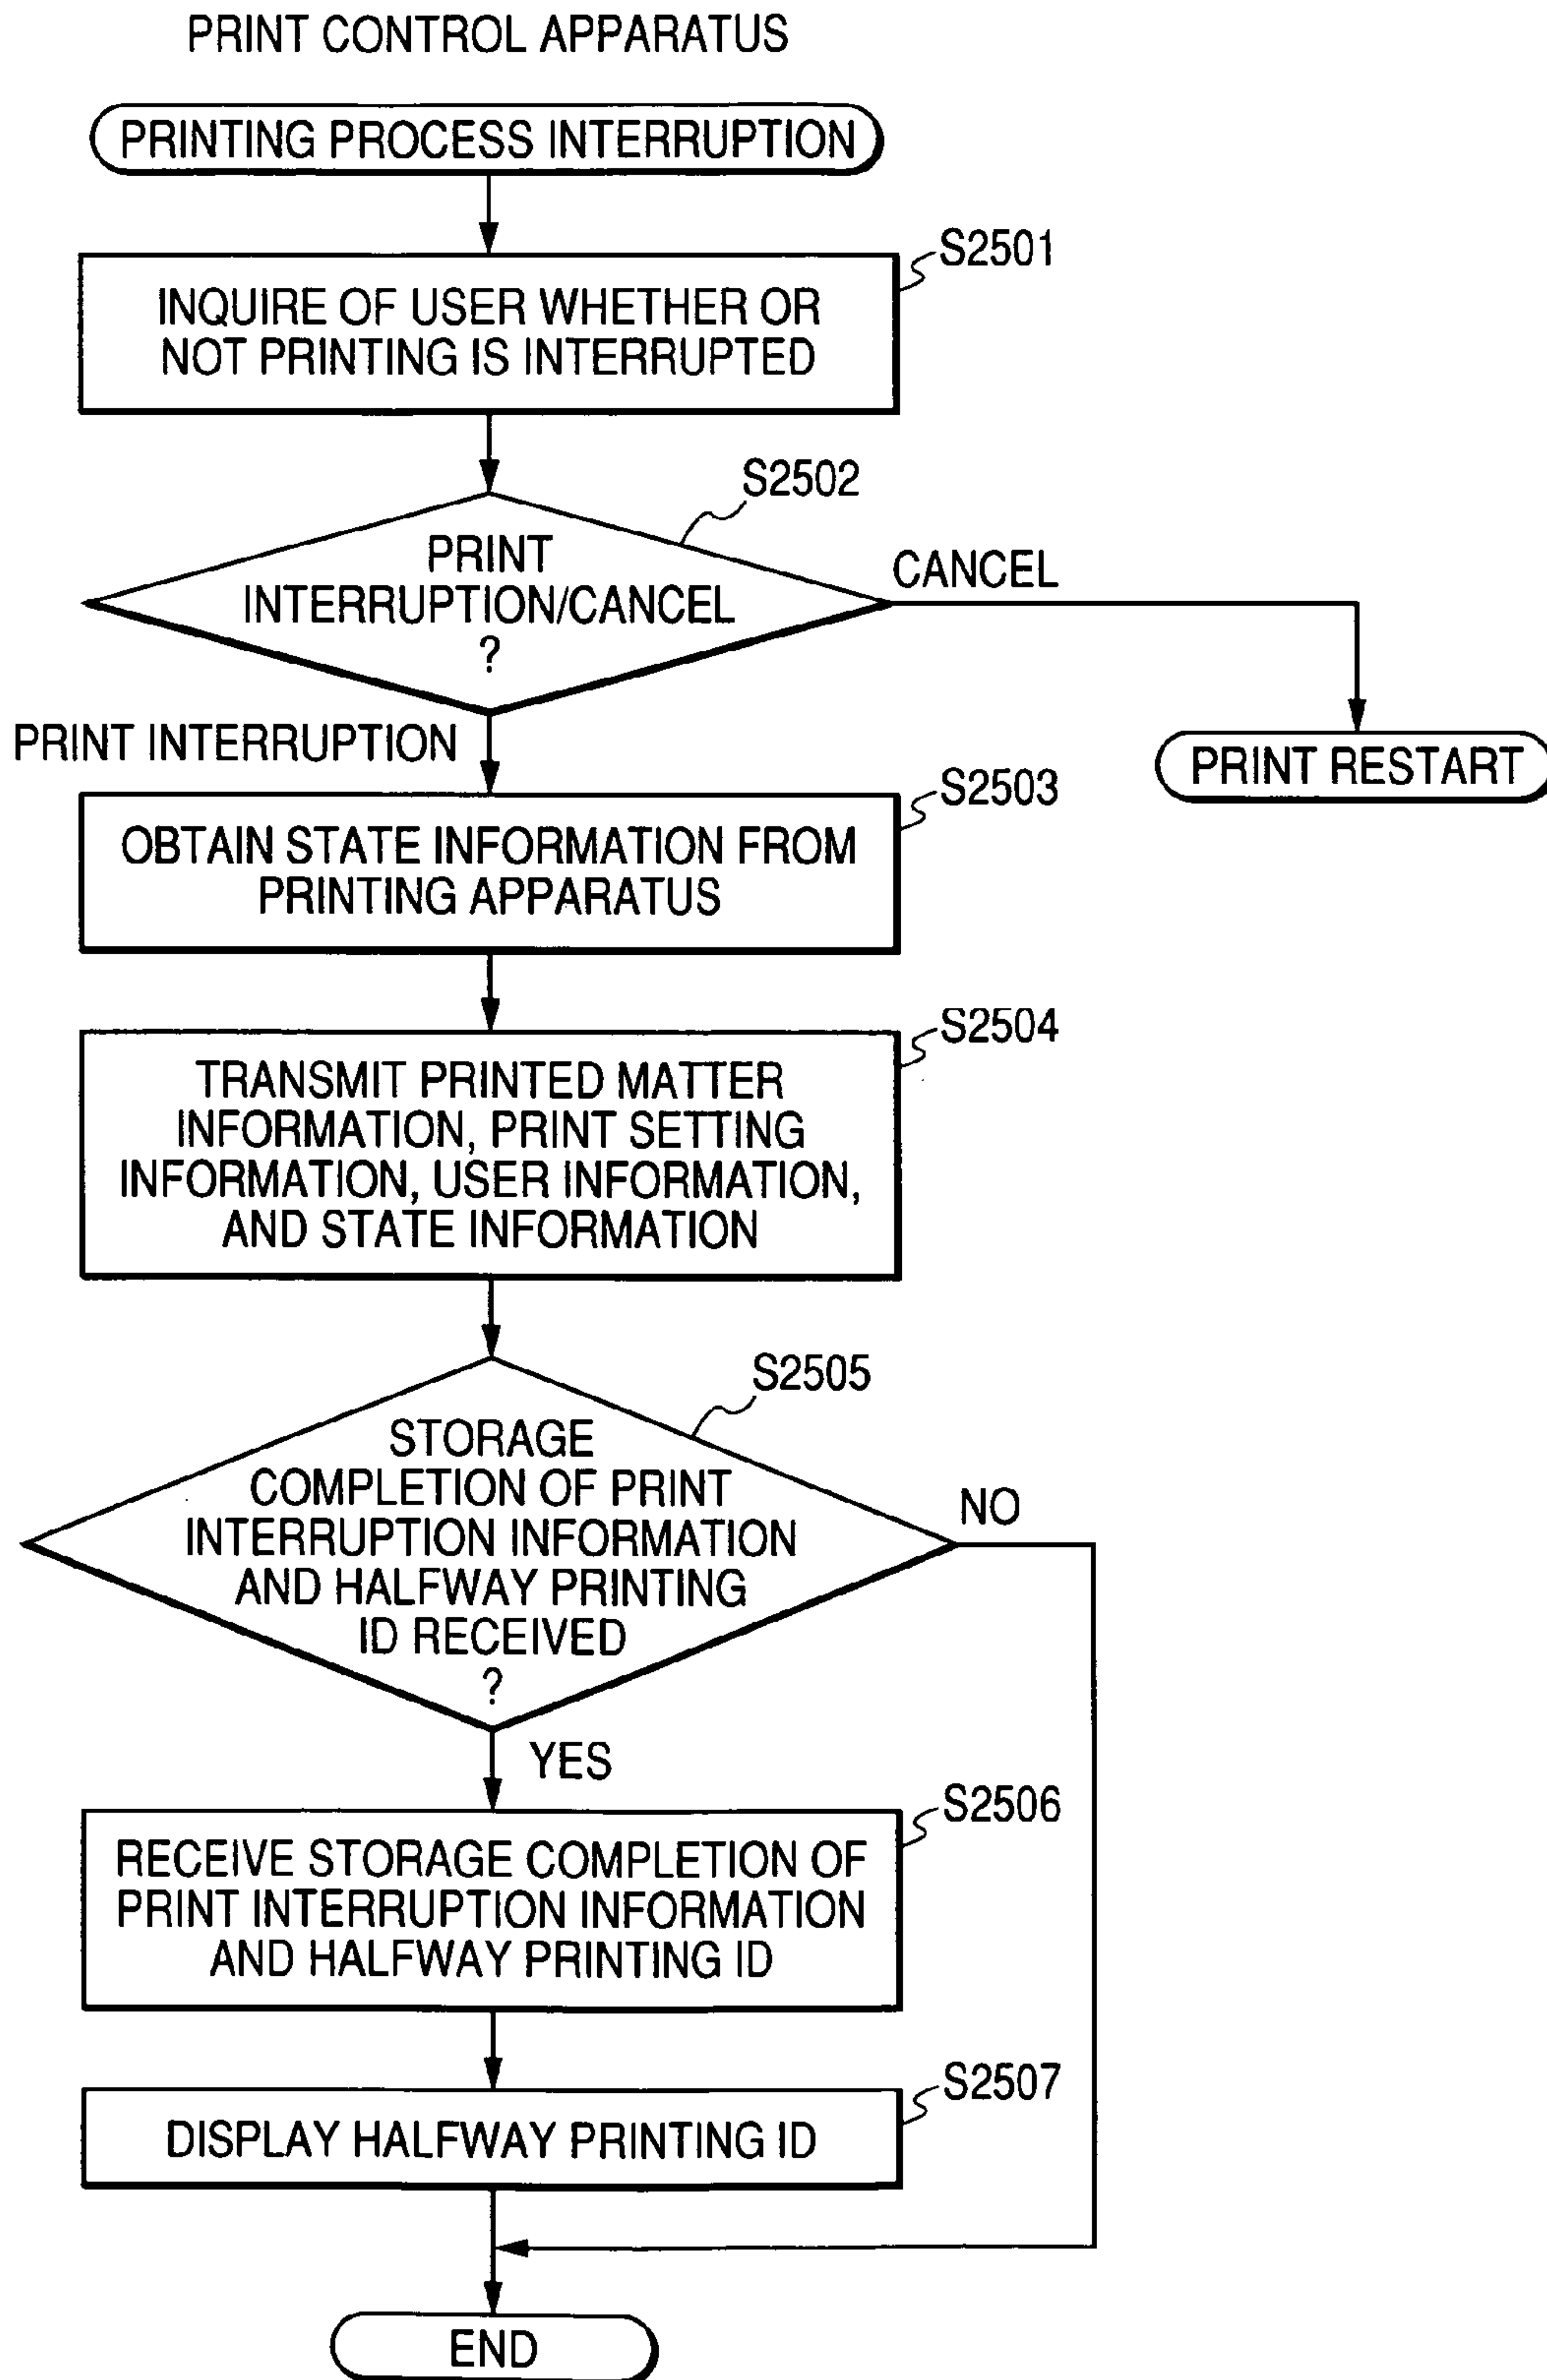 PRINT CONTROL APPARATUS
PRINTING PROCESS INTERRUPTION
S2501
INQUIRE OF USER WHETHER OR
NOT PRINTING IS INTERRUPTED
S2502
PRINT
INTERRUPTION/CANCEL
?
CANCEL
PRINT INTERRUPTION
PRINT RESTART
S2503
OBTAIN STATE INFORMATION FROM
PRINTING APPARATUS
S2504
TRANSMIT PRINTED MATTER
INFORMATION, PRINT SETTING
INFORMATION, USER INFORMATION,
AND STATE INFORMATION
S2505
STORAGE
COMPLETION OF PRINT
INTERRUPTION INFORMATION
AND HALFWAY PRINTING
ID RECEIVED
?
NO
YES
S2506
RECEIVE STORAGE COMPLETION OF
PRINT INTERRUPTION INFORMATION
AND HALFWAY PRINTING ID
S2507
DISPLAY HALFWAY PRINTING ID
END